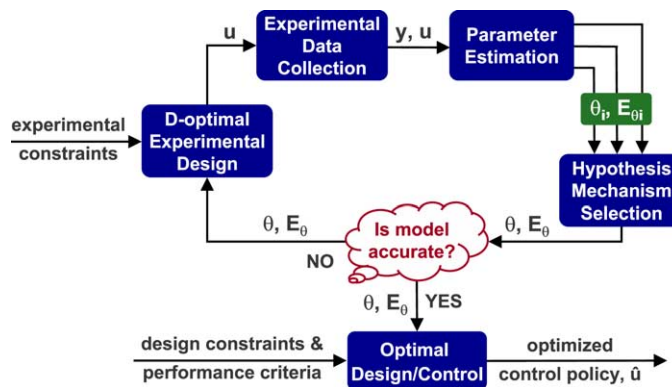 u
Experimental
Data
Collection
y, u
Parameter
Estimation
θi, Eθi
experimental
constraints
D-optimal
Experimental
Design
Hypothesis
Mechanism
Selection
θ, Eθ
NO
Is model
accurate?
θ, Eθ
θ, Eθ
YES
design constraints &
performance criteria
Optimal
Design/Control
optimized
control policy, û